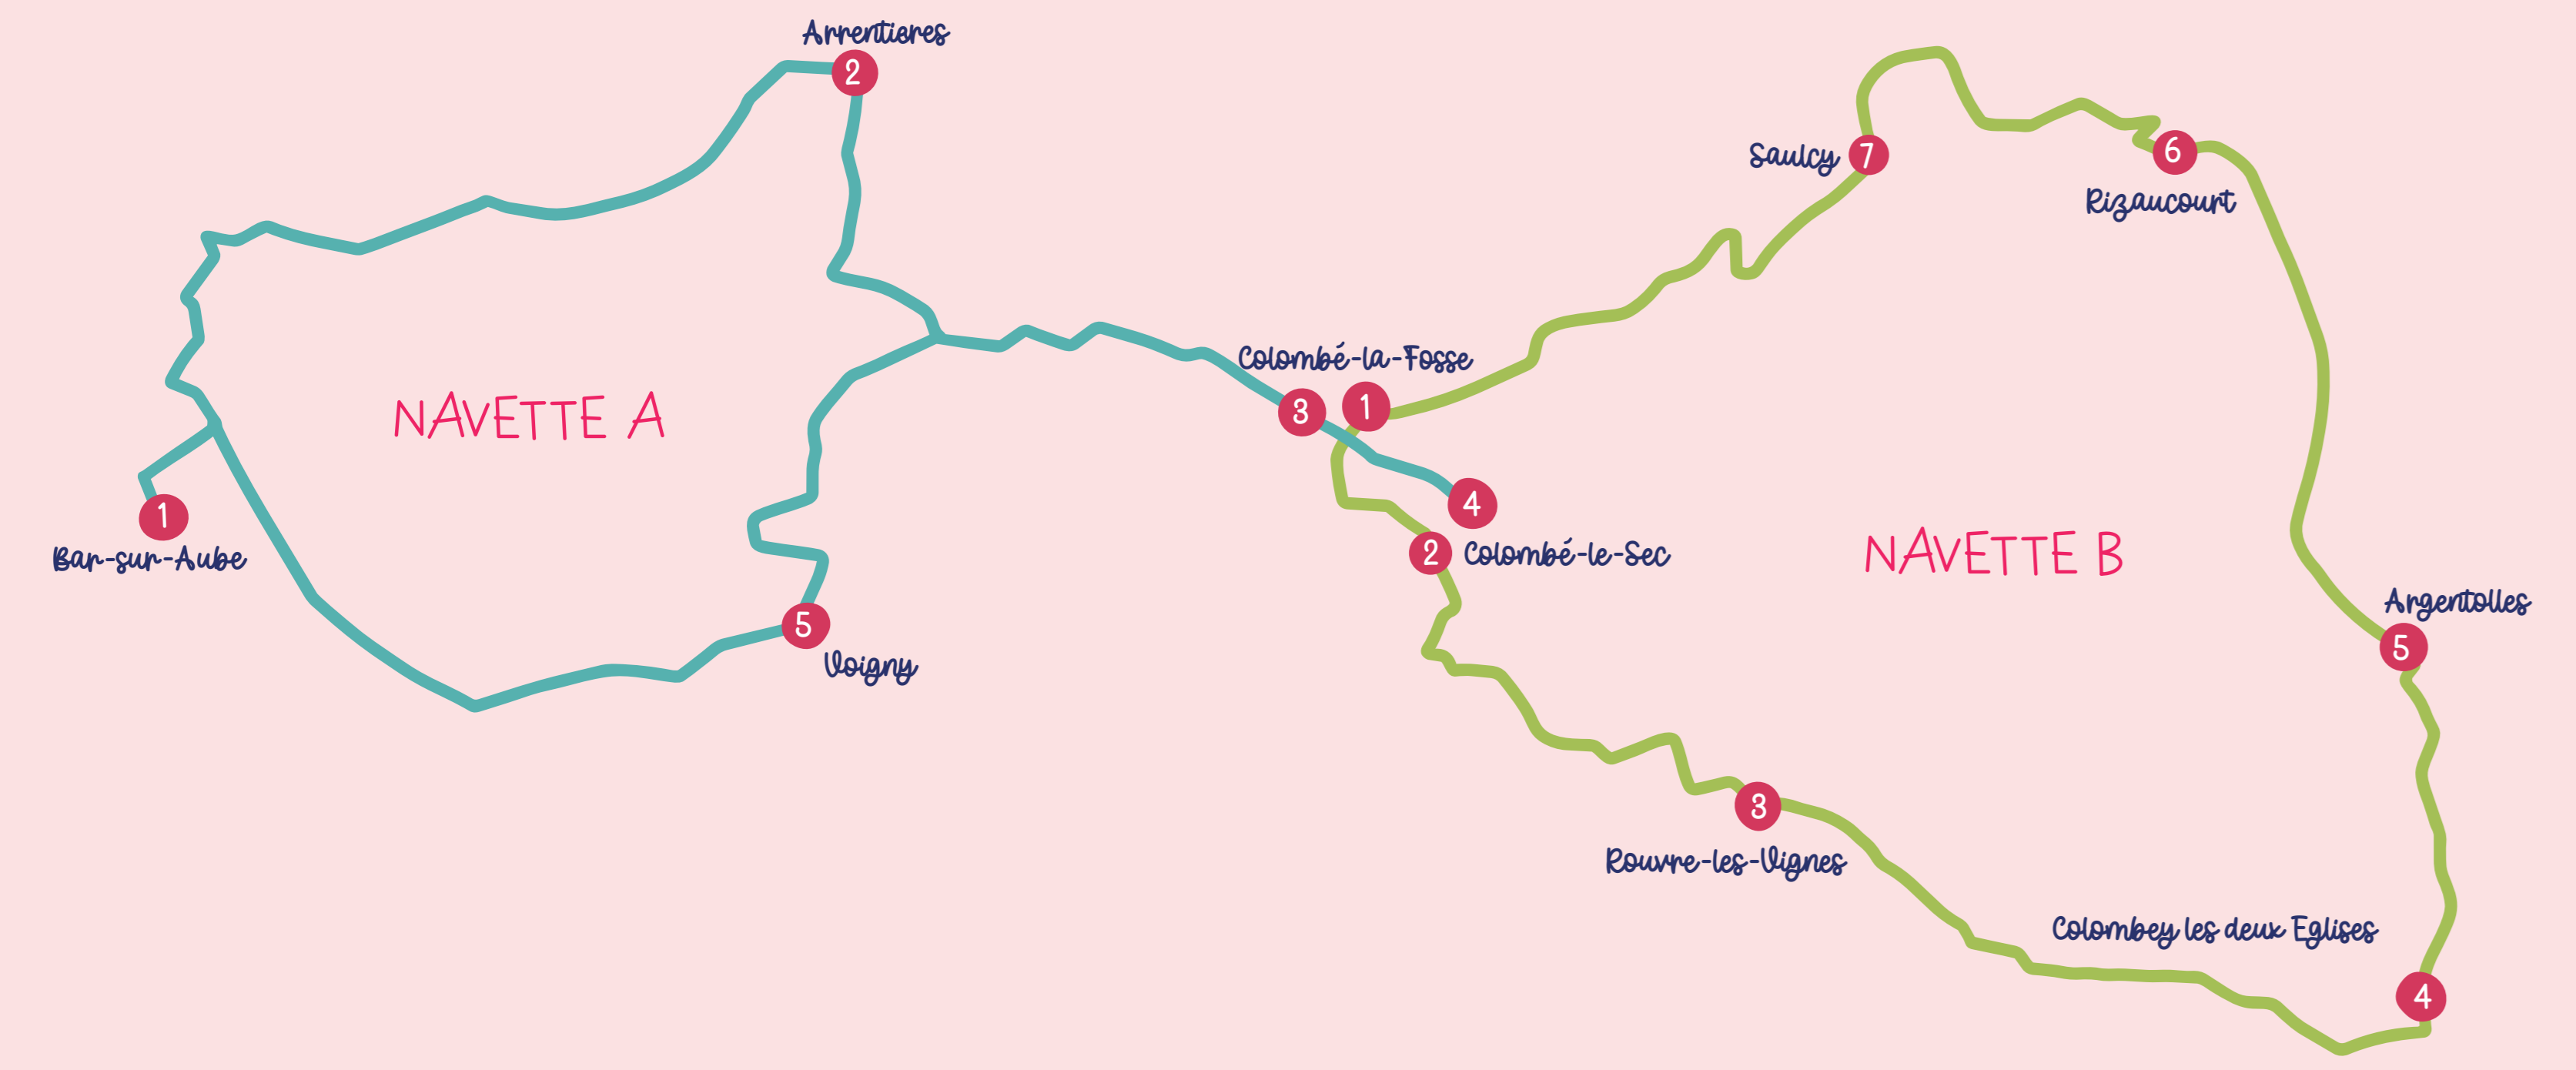 Arrentieres
2
NAVETTE A
1
Bar-sur-Aube
5
Voigny
Colombé-la-Fosse
3
1
4
2
Colombé-le-Sec
Saulcy
7
6
Rizaucourt
NAVETTE B
Argentolles
5
3
Rouvre-les-Vignes
Colombey les deux Eglises
4